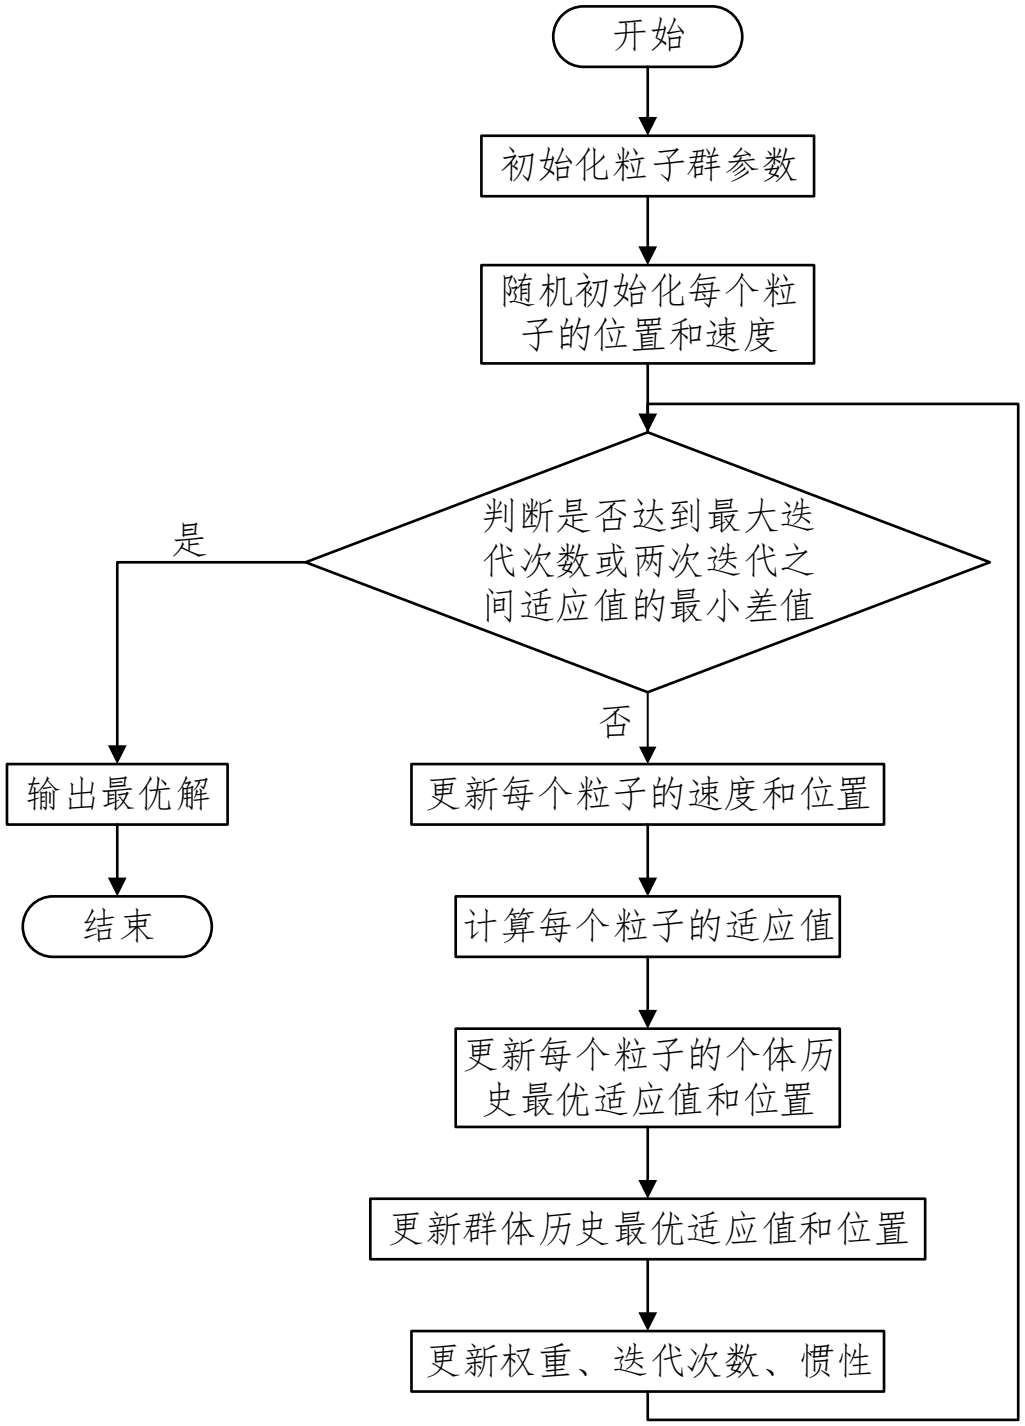 开始
初始化粒子群参数
随机初始化每个粒
子的位置和速度
判断是否达到最大迭
代次数或两次迭代之
间适应值的最小差值
是
否
输出最优解
更新每个粒子的速度和位置
结束
计算每个粒子的适应值
更新每个粒子的个体历
史最优适应值和位置
更新群体历史最优适应值和位置
更新权重、迭代次数、惯性